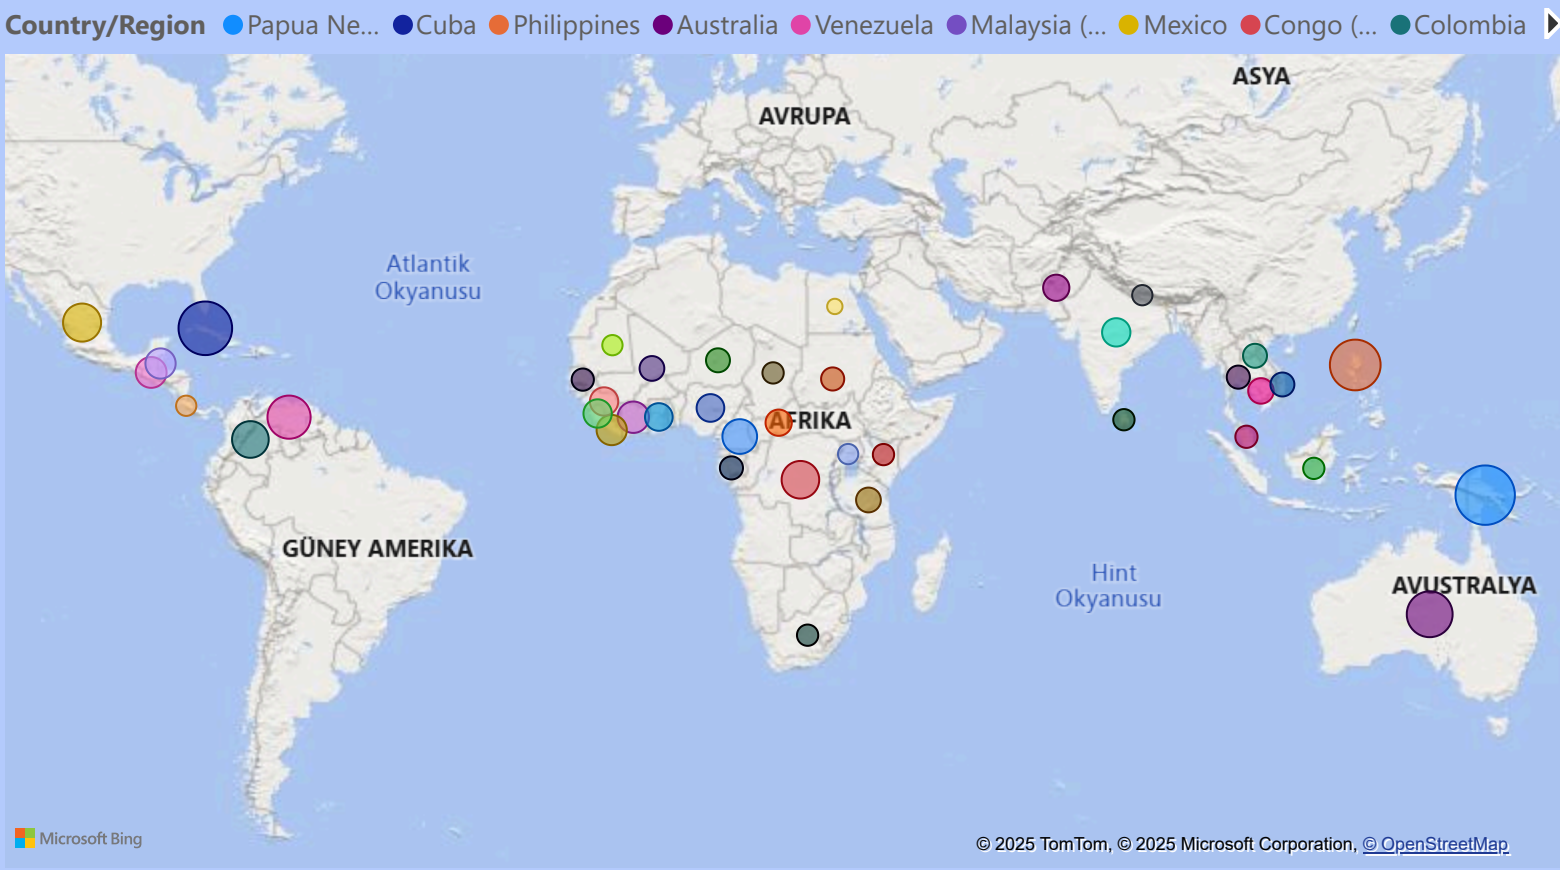 Country/Region Papua Ne... Cuba Philippines Australia Venezuela Malaysia (... Mexico Congo (... Colombia
ASYA
AVRUPA
Atlantik
Okyanusu
AFRIKA
GÜNEY AMERIKA
Hint
Okyanusu
AVUSTRALYA
Microsoft Bing
© 2025 TomTom, © 2025 Microsoft Corporation, © OpenStreetMap